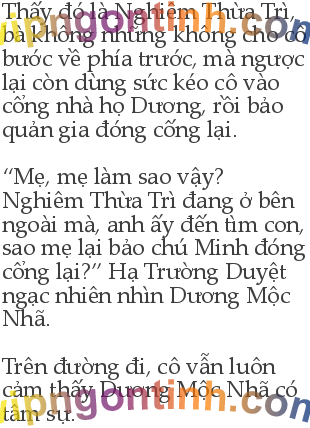 Thấy đó là Nghiêm Thừa Trì,
bà không những không cho cô
bước về phía trước, mà ngược
lại còn dùng sức kéo cô vào
cổng nhà họ Dương, rồi bảo
quản gia đóng cổng lại.
“Mẹ, mẹ làm sao vậy?
Nghiêm Thừa Trì đang ở bên
ngoài mà, anh ấy đến tìm con,
sao mẹ lại bảo chú Minh đóng
cổng lại?” Hạ Trường Duyệt
ngạc nhiên nhìn Dương Mộc
Nhã.
Trên đường đi, cô vẫn luôn
cảm thấy Dương Mộc Nhã có
tâm sự.